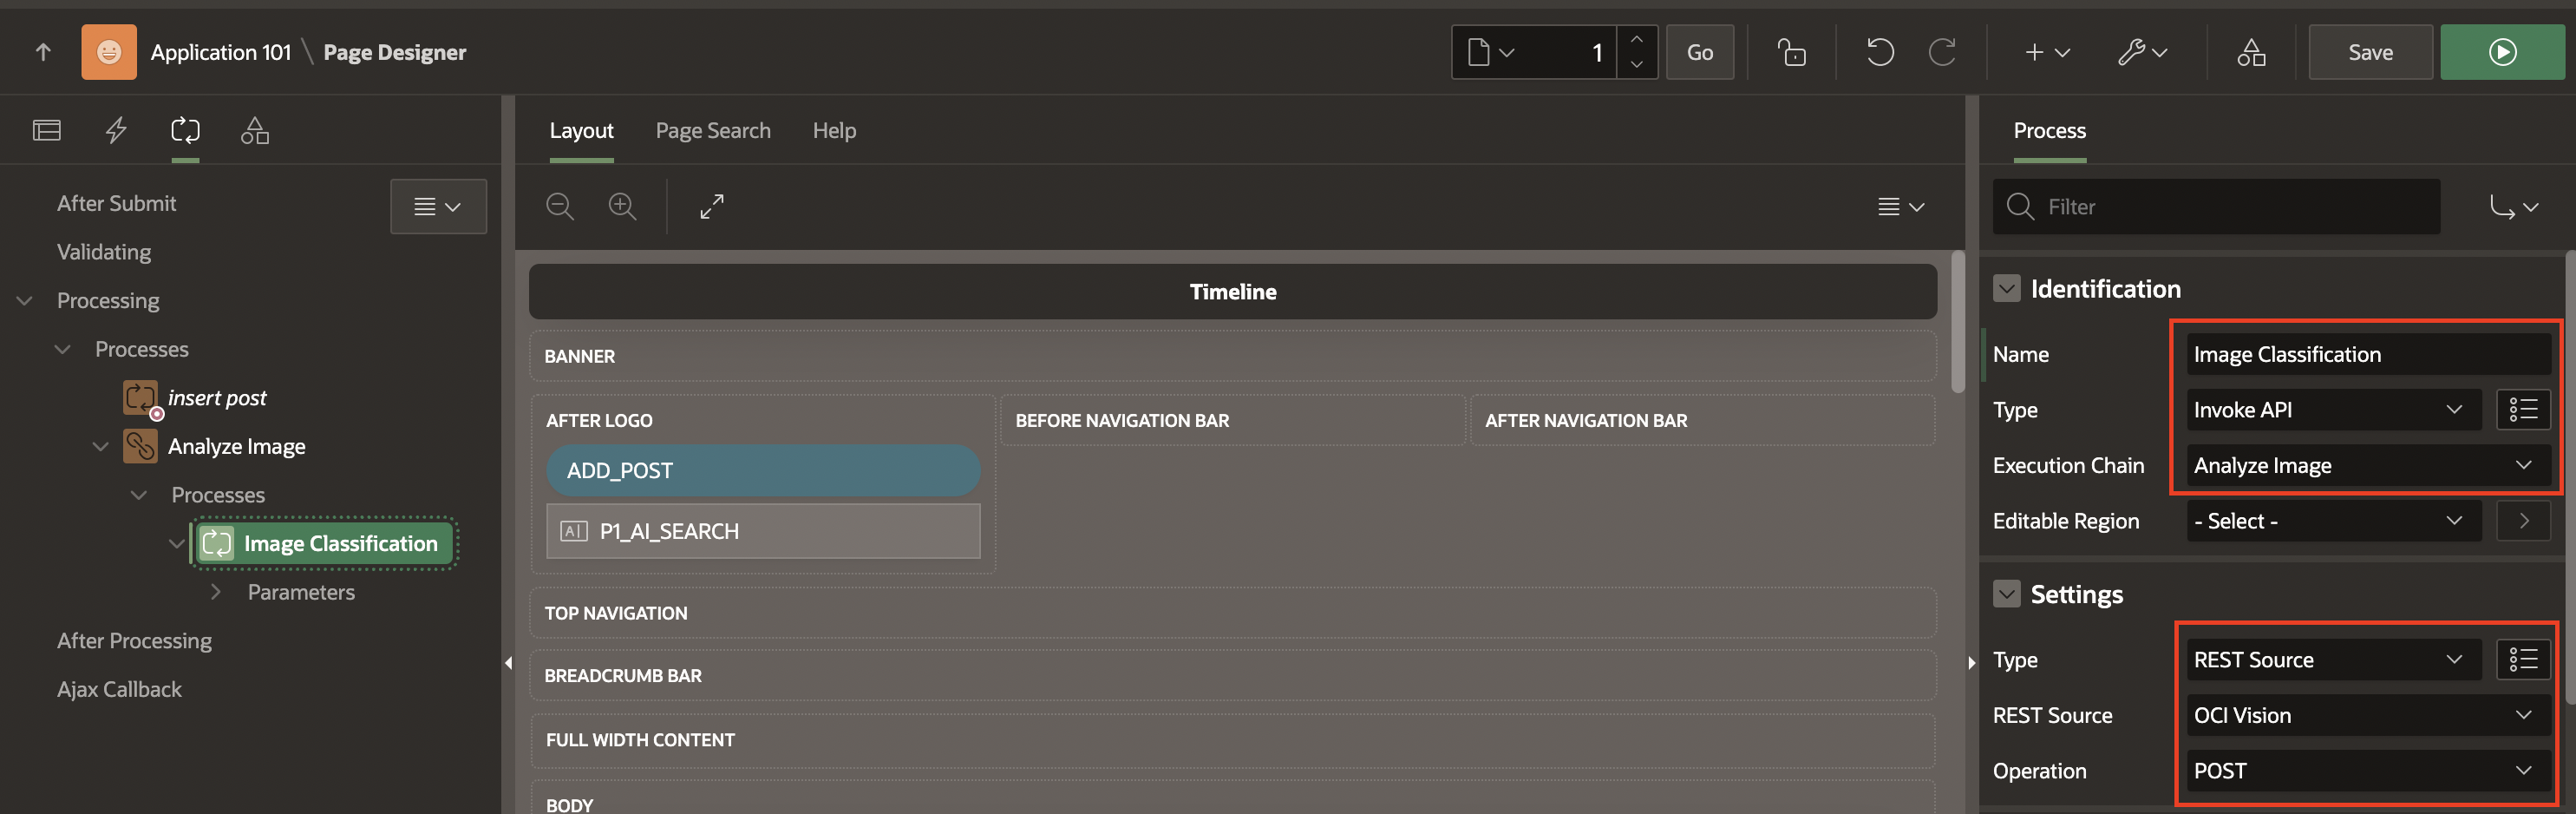 Application 101 \ Page Designer
1
Go
Save
Layout
Page Search
Help
Process
After Submit
Validating
Processing
Processes
insert post
Analyze Image
Processes
Image Classification
Parameters
After Processing
Ajax Callback
Timeline
BANNER
AFTER LOGO
BEFORE NAVIGATION BAR
AFTER NAVIGATION BAR
ADD_POST
AI P1_AI_SEARCH
TOP NAVIGATION
BREADCRUMB BAR
FULL WIDTH CONTENT
BODY
Filter
Identification
Name
Image Classification
Type
Invoke API
Execution Chain
Analyze Image
Editable Region
- Select -
Settings
Type
REST Source
REST Source
OCI Vision
Operation
POST